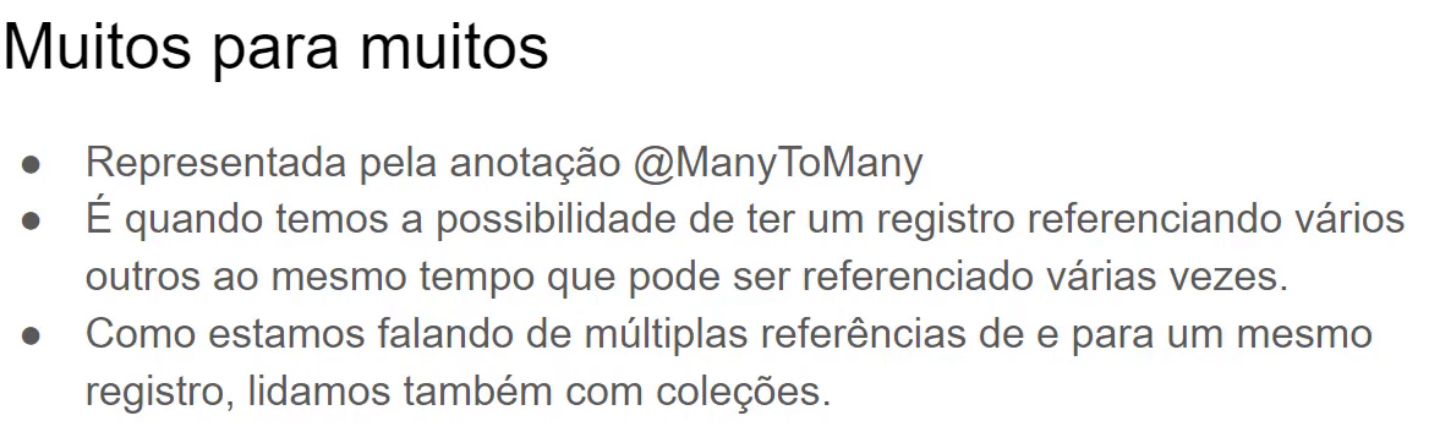 Muitos para muitos
● Representada pela anotação @ManyToMany
● É quando temos a possibilidade de ter um registro referenciando vários
outros ao mesmo tempo que pode ser referenciado várias vezes.
● Como estamos falando de múltiplas referências de e para um mesmo
registro, lidamos também com coleções.